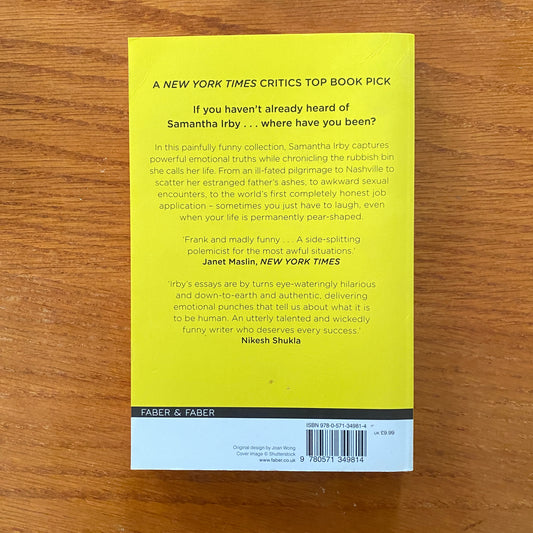 A NEW YORK TIMES CRITICS TOP BOOK PICK
If you haven't already heard of
Samantha Irby . . . where have you been?
In this painfully funny collection, Samantha Irby captures
powerful emotional truths while chronicling the rubbish bin
she calls her life. From an ill-fated pilgrimage to Nashville to
scatter her estranged father's ashes, to awkward sexual
encounters, to the world's first completely honest job
application – sometimes you just have to laugh, even
when your life is permanently pear-shaped.
'Frank and madly funny . . . A side-splitting
polemicist for the most awful situations.'
Janet Maslin, NEW YORK TIMES
'Irby's essays are by turns eye-wateringly hilarious
and down-to-earth and authentic, delivering
emotional punches that tell us about what it is
to be human. An utterly talented and wickedly
funny writer who deserves every success.'
Nikesh Shukla
FABER & FABER
ISBN 978-0-571-34981-4
UK £9.99
Original design by Joan Wong
Cover image © Shutterstock
www.faber.co.uk
9 780571 349814